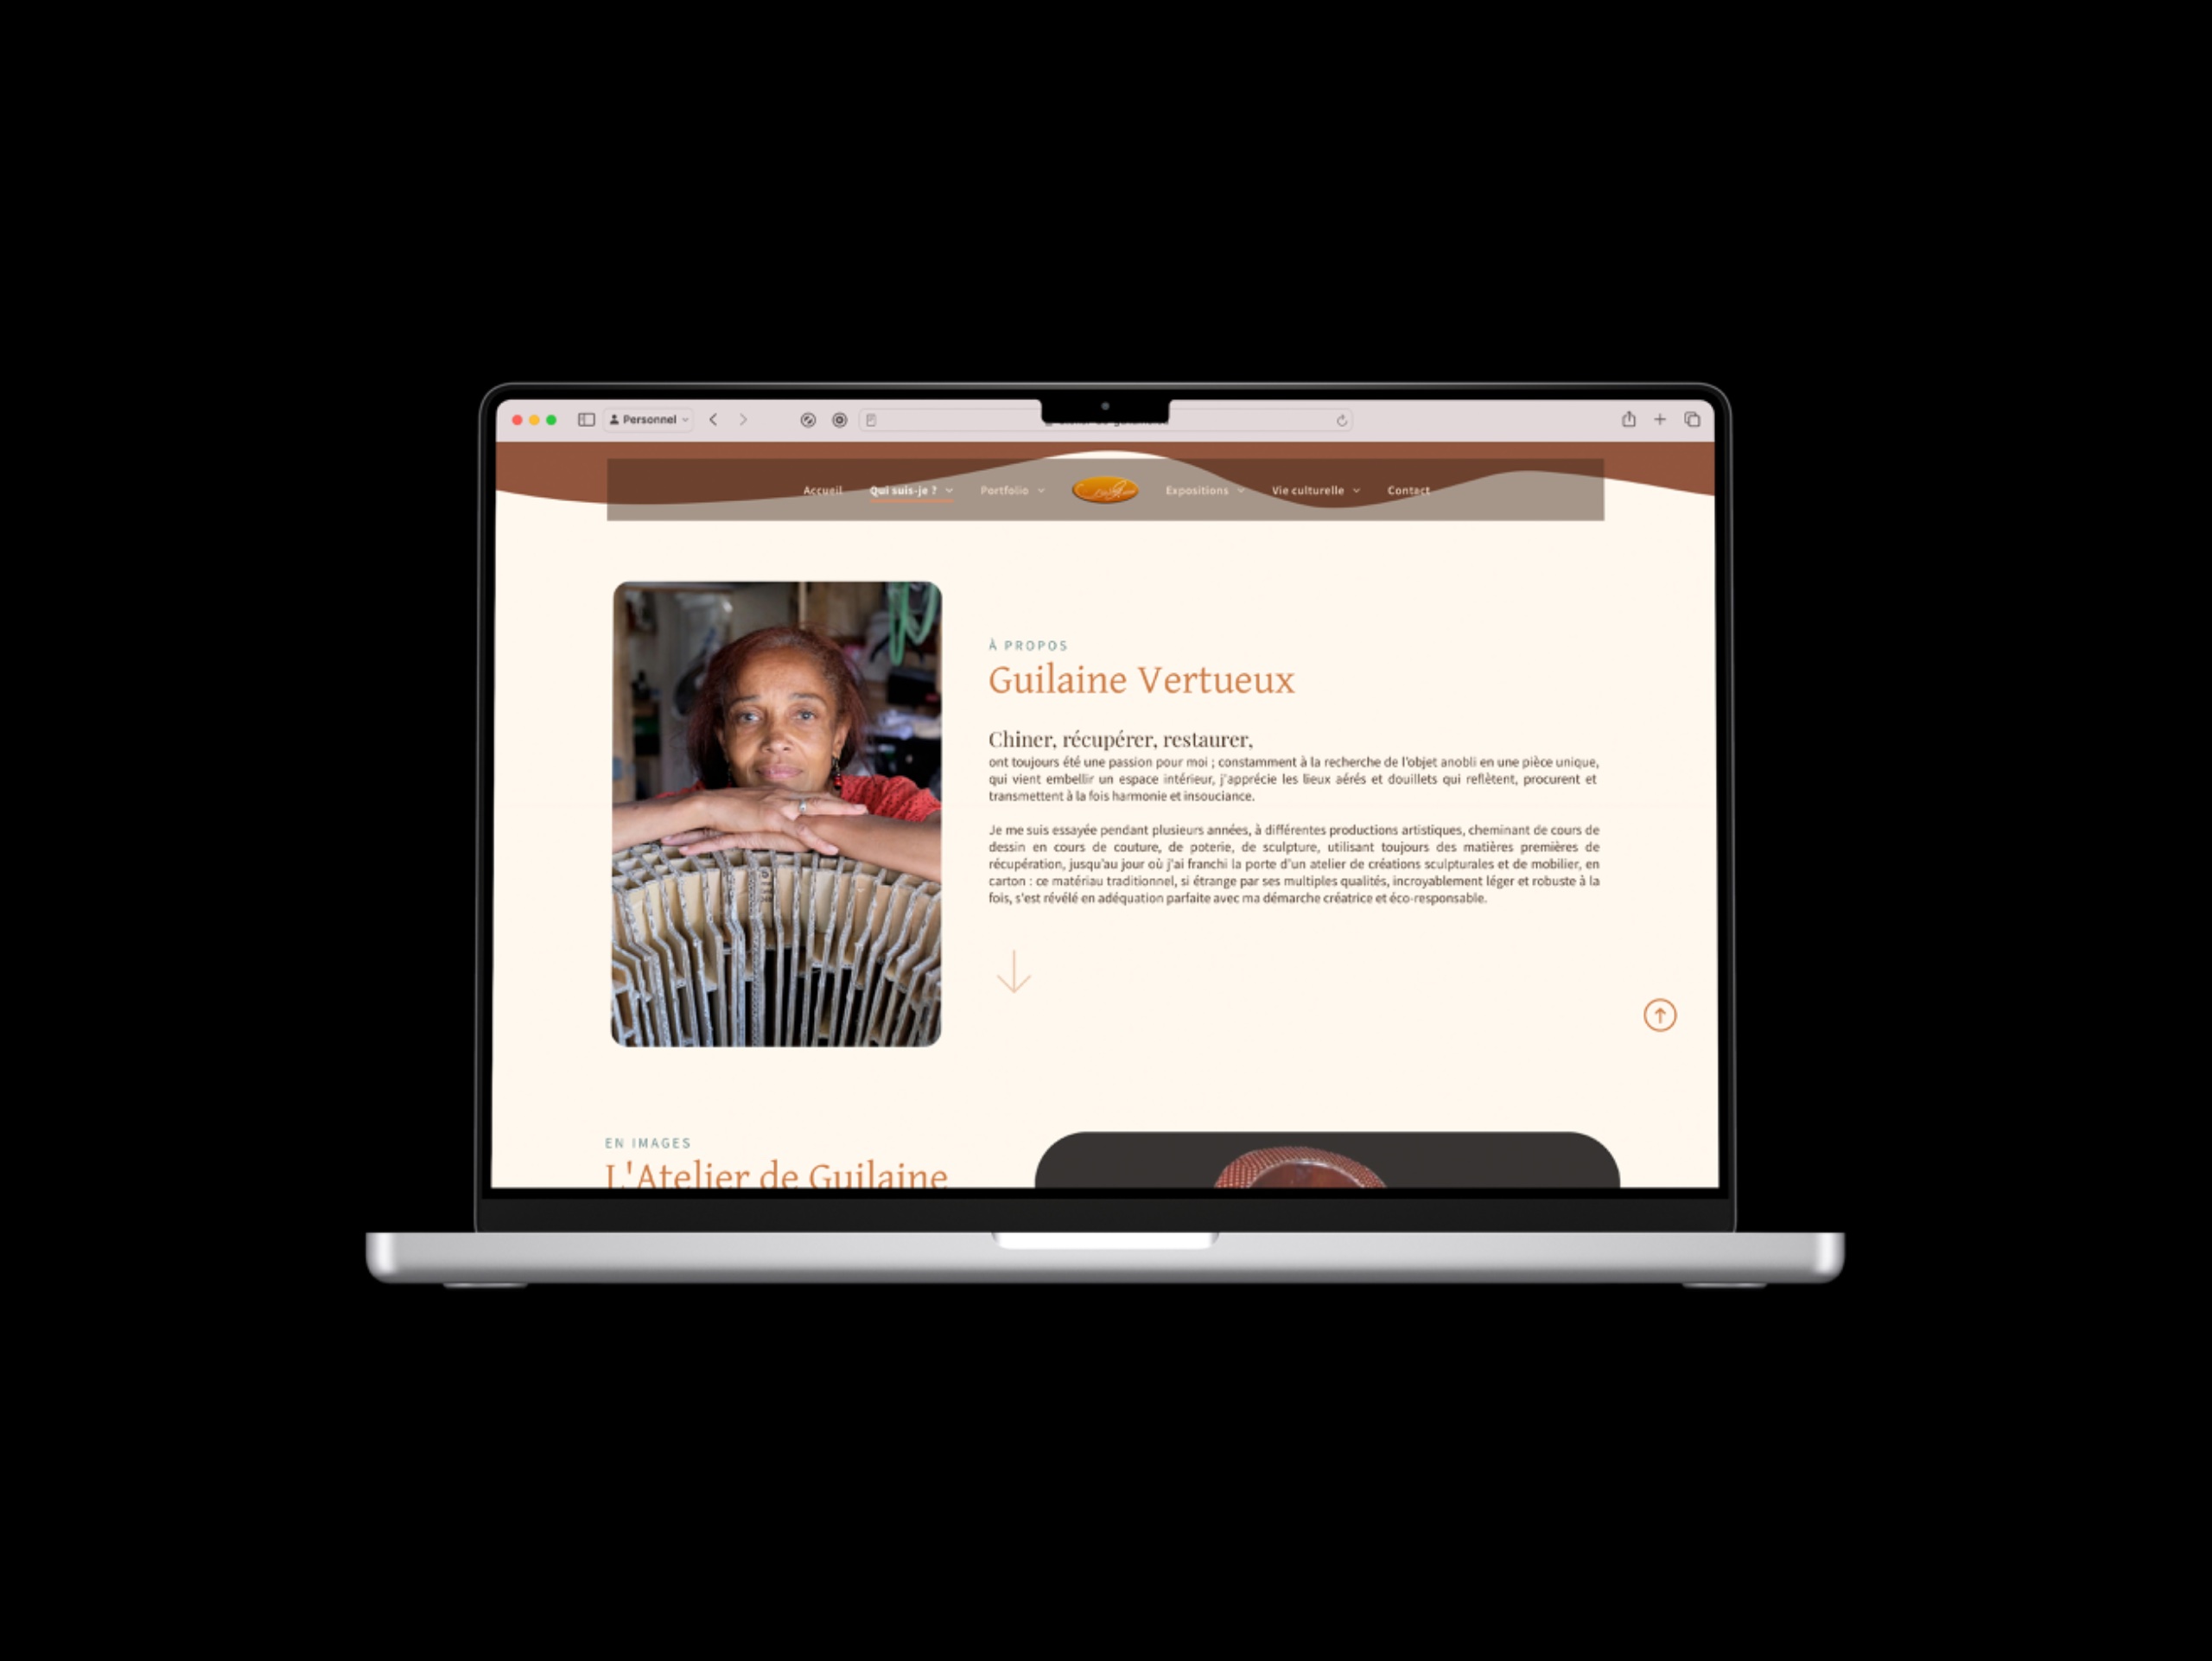 Personnel
Accueil Qui suis-je ? Portfolio Expositions Vie culturelle Contact
À PROPOS
Guilaine Vertueux
Chiner, récupérer, restaurer,
ont toujours été une passion pour moi ; constamment à la recherche de l'objet anobli en une pièce unique,
qui vient embellir un espace intérieur, j'apprécie les lieux aérés et douillets qui reflètent, procurent et
transmettent à la fois harmonie et insouciance.
Je me suis essayée pendant plusieurs années, à différentes productions artistiques, cheminant de cours de
dessin en cours de couture, de poterie, de sculpture, utilisant toujours des matières premières de
récupération, jusqu'au jour où j'ai franchi la porte d'un atelier de créations sculpturales et de mobilier, en
carton : ce matériau traditionnel, si étrange par ses multiples qualités, incroyablement léger et robuste à la
fois, s'est révélé en adéquation parfaite avec ma démarche créatrice et éco-responsable.
EN IMAGES
L'Atelier de Guilaine